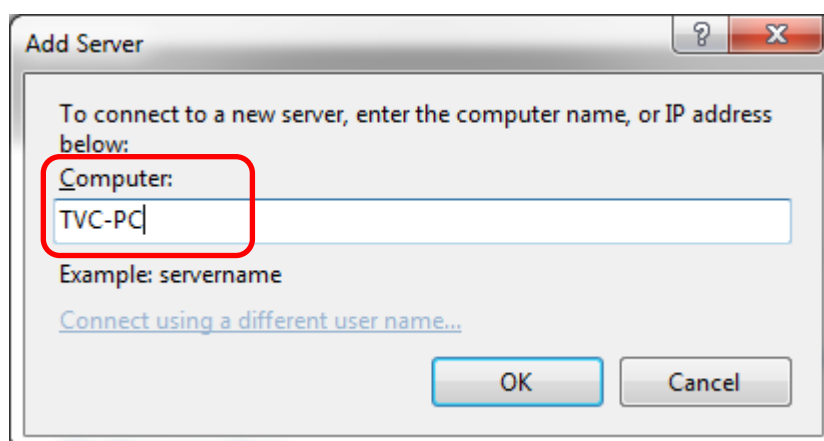 Add Server
To connect to a new server, enter the computer name, or IP address
below:
Computer:
TVC-PC
Example: servername
Connect using a different user name...
OK Cancel